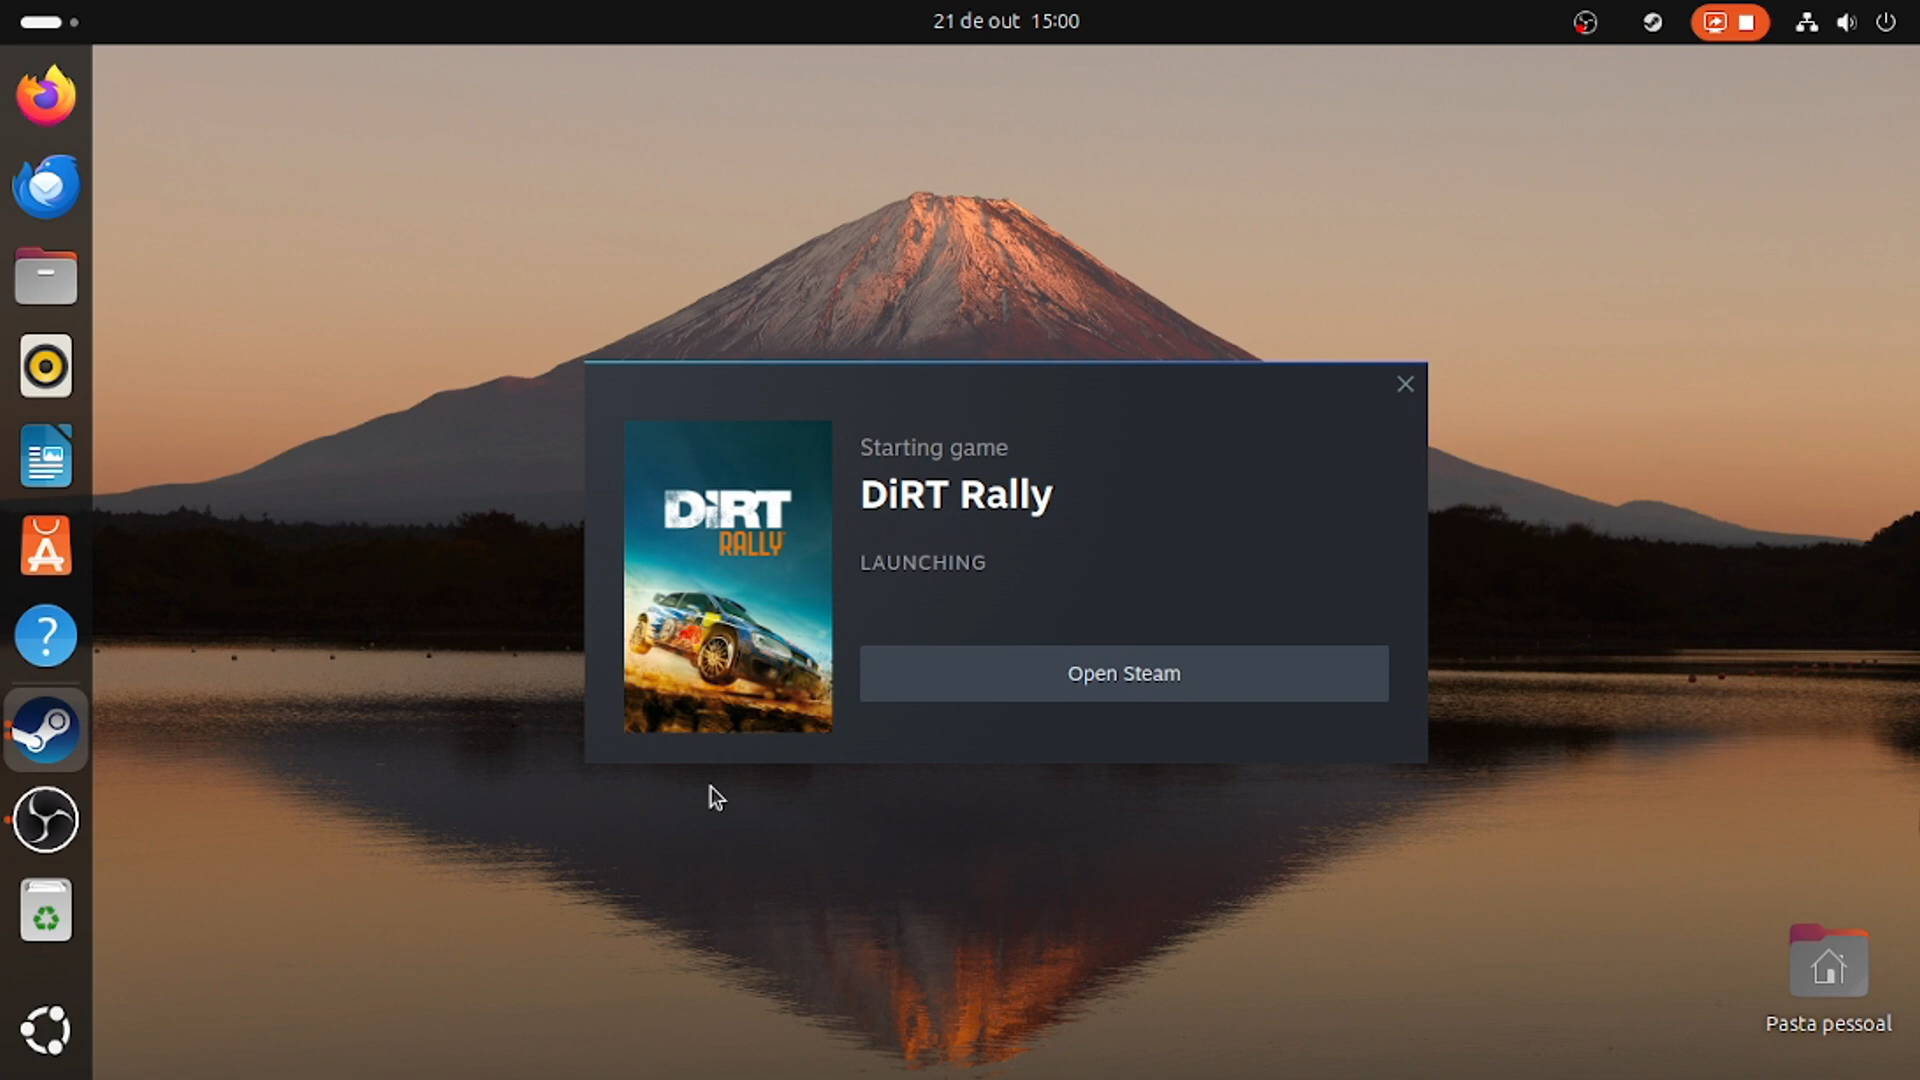 21 de out 15:00
Starting game
DiRT Rally
LAUNCHING
Open Steam
DiRT
RALLY
Pasta pessoal